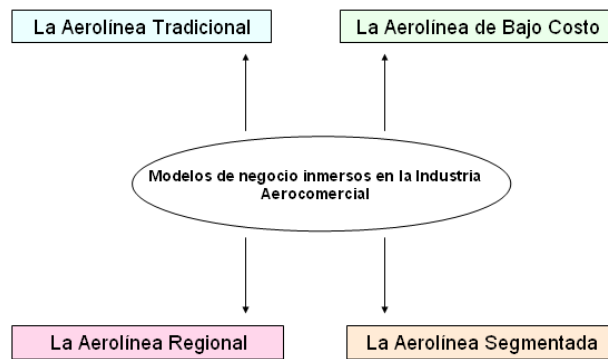 La Aerolínea Tradicional
La Aerolínea de Bajo Costo
Modelos de negocio inmersos en la Industria
Aerocomercial
La Aerolínea Regional
La Aerolínea Segmentada